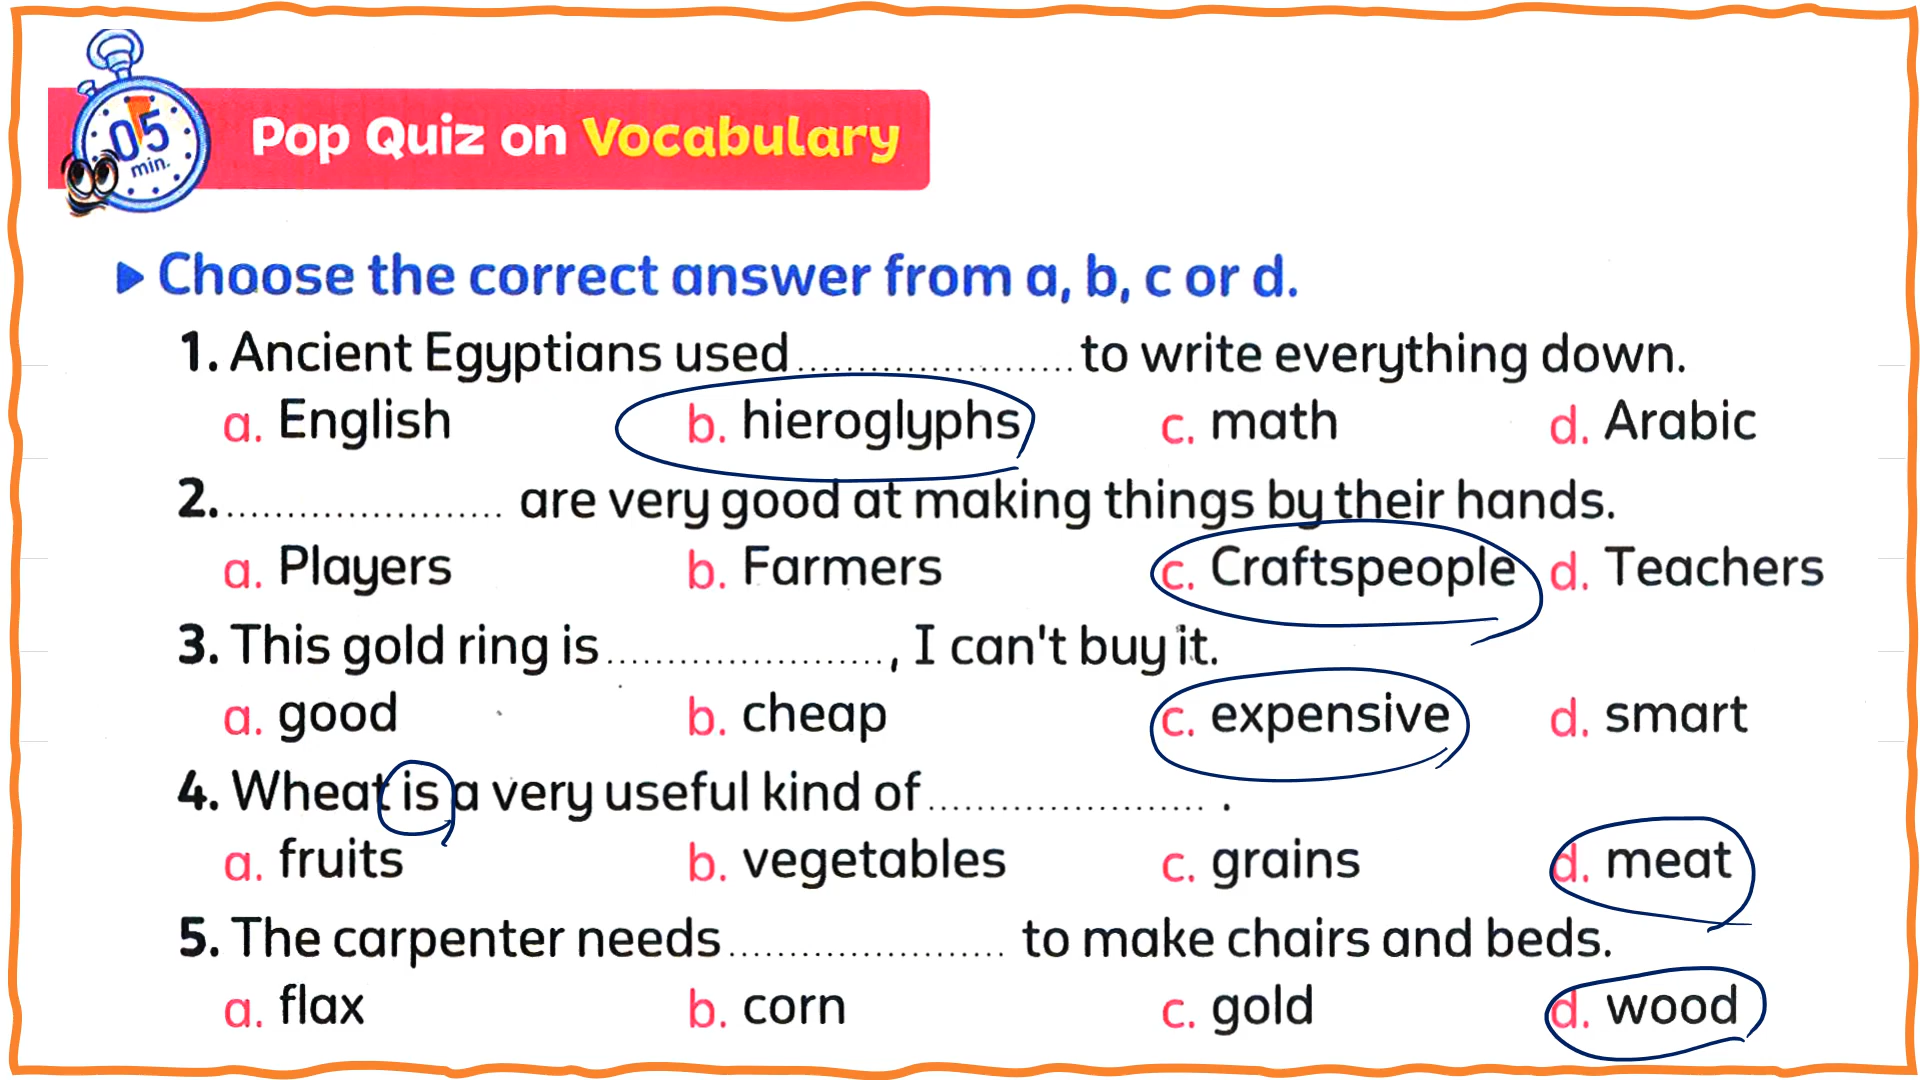 05
min.
Pop Quiz on Vocabulary
Choose the correct answer from a, b, c or d.
1. Ancient Egyptians used ...................... to write everything down.
a. English b. hieroglyphs c. math d. Arabic
2. ...................... are very good at making things by their hands.
a. Players b. Farmers c. Craftspeople d. Teachers
3. This gold ring is ......................, I can't buy it.
a. good b. cheap c. expensive d. smart
4. Wheat is a very useful kind of ...................... .
a. fruits b. vegetables c. grains d. meat
5. The carpenter needs ...................... to make chairs and beds.
a. flax b. corn c. gold d. wood